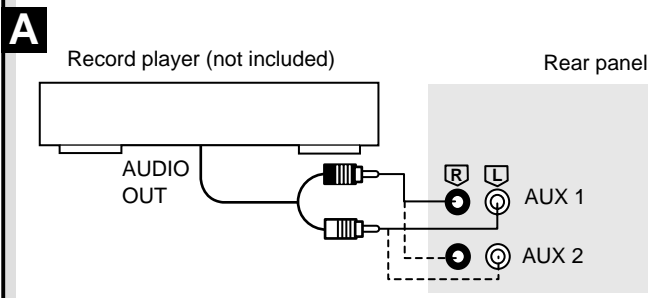 A
Record player (not included)
Rear panel
AUDIO
OUT
R L
AUX 1
AUX 2